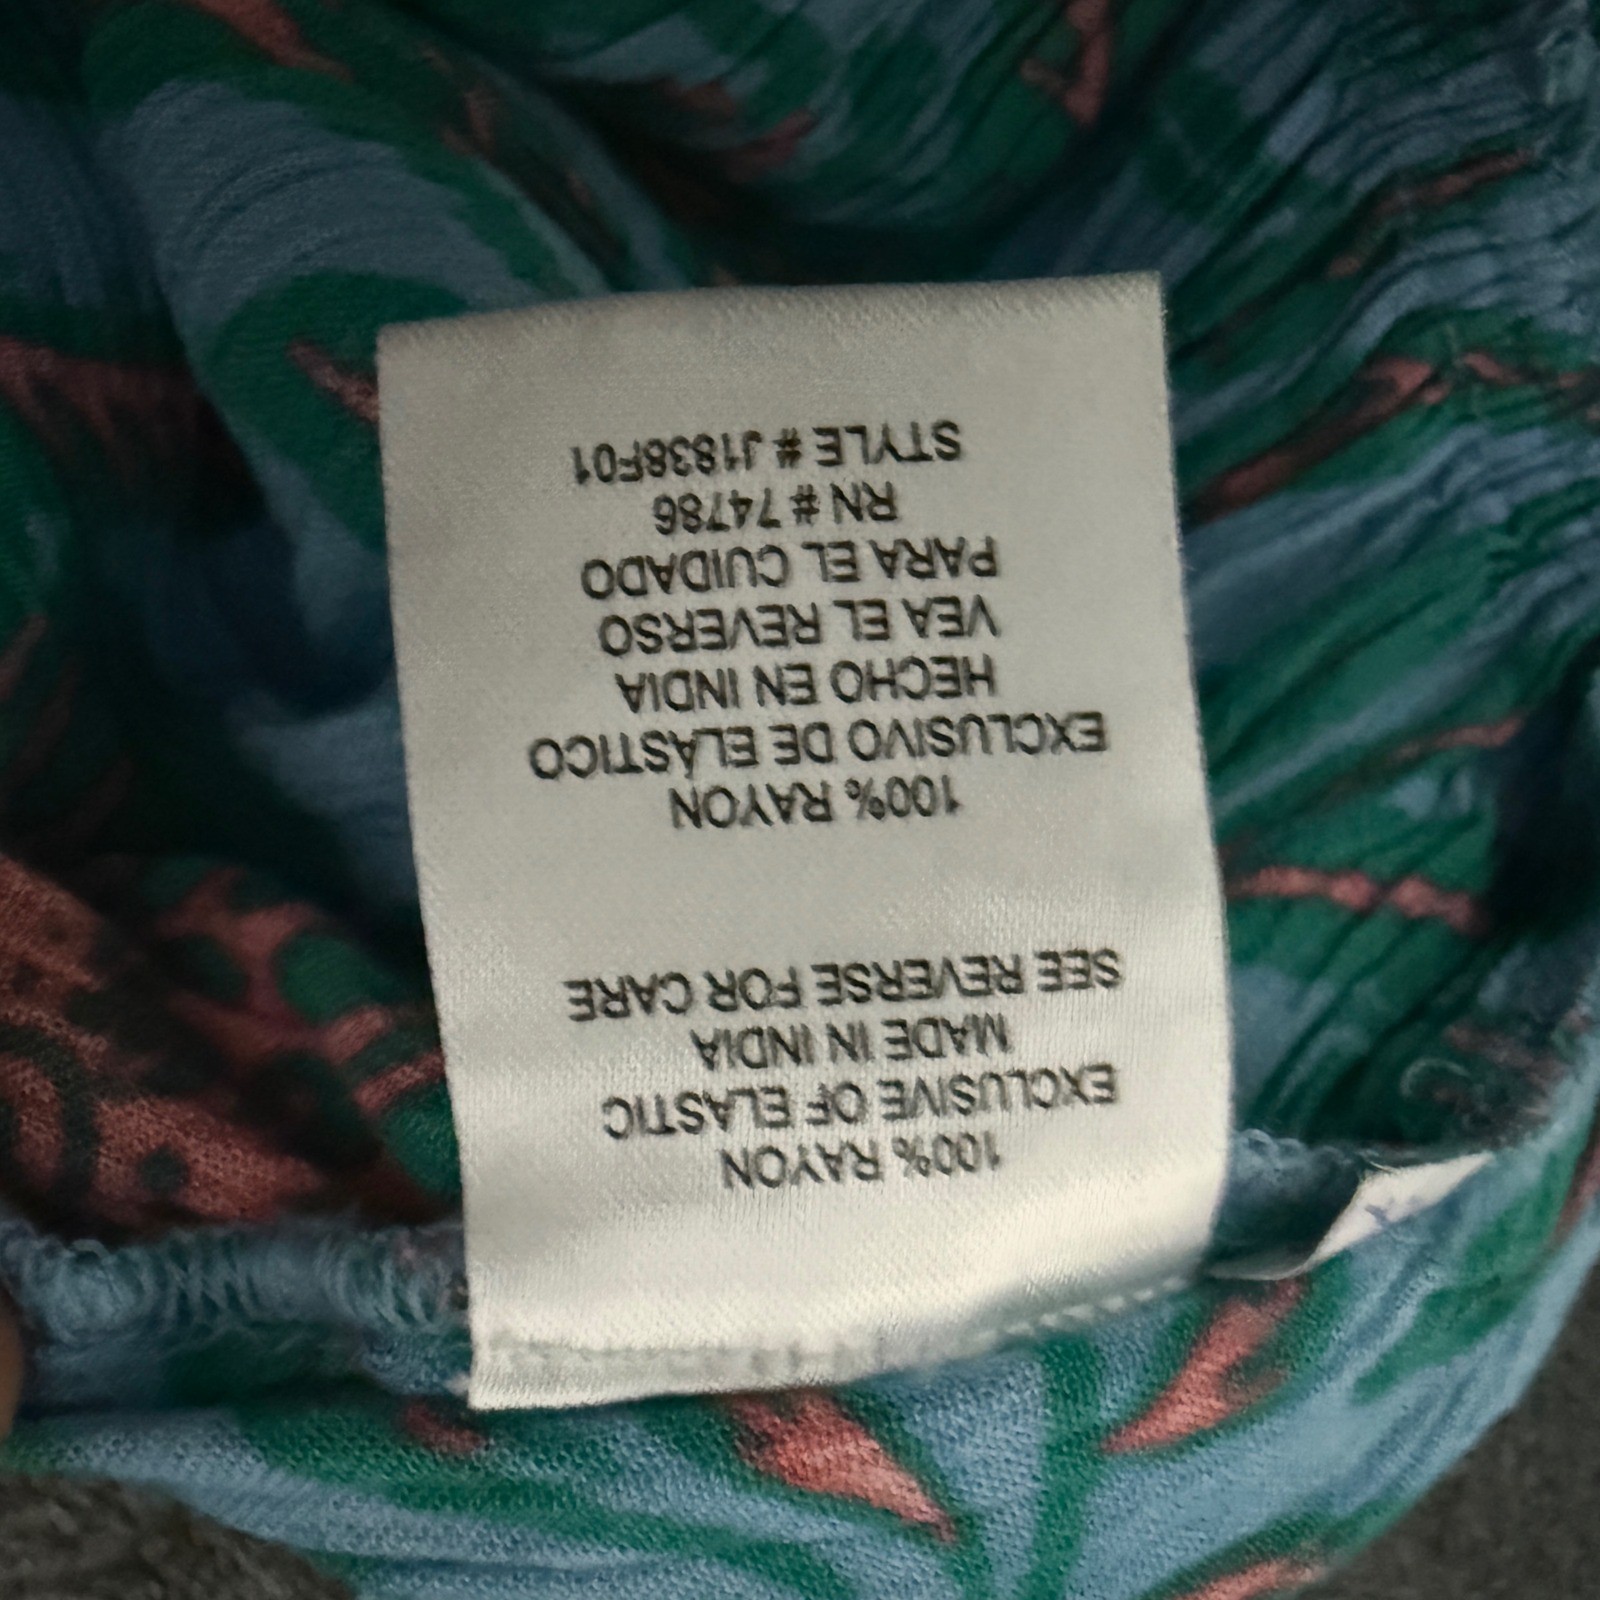 100% RAYON
EXCLUSIVE OF ELASTIC
MADE IN INDIA
SEE REVERSE FOR CARE
100% RAYON
EXCLUSIVO DE ELÁSTICO
HECHO EN INDIA
VEA EL REVERSO
PARA EL CUIDADO
RN # 74786
STYLE # J1838F01